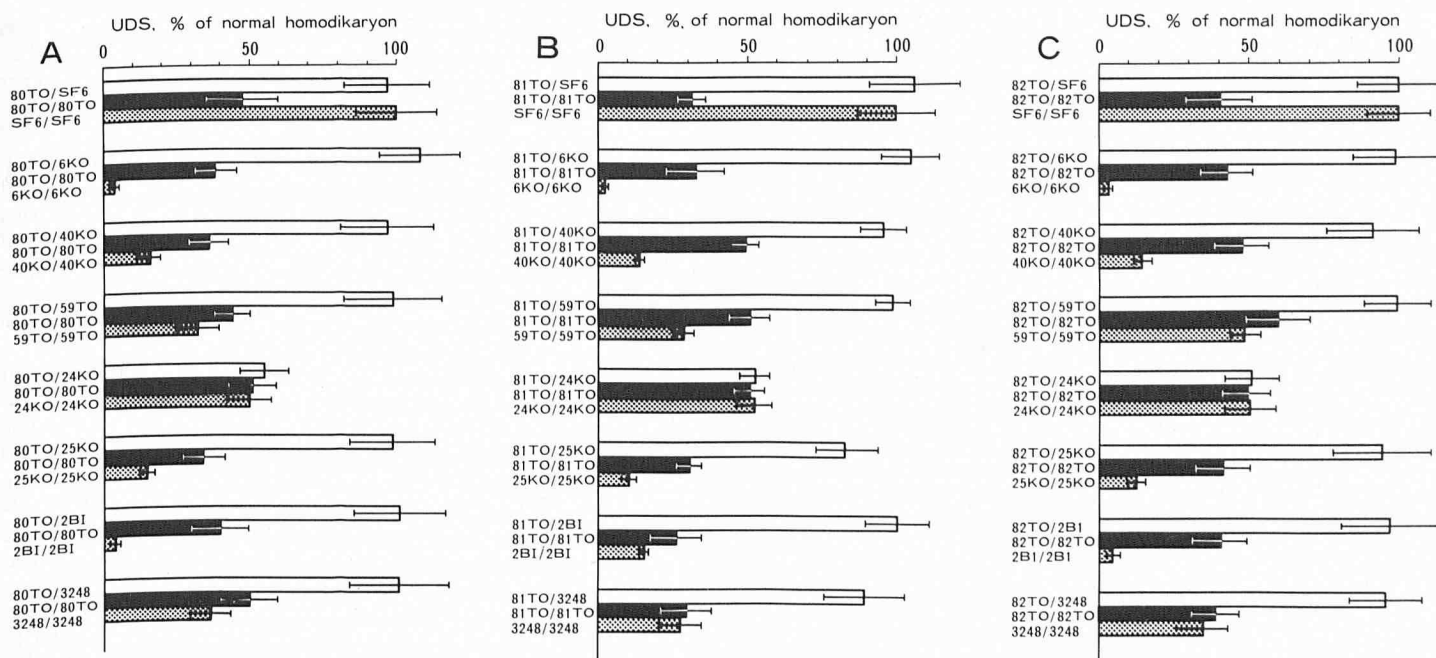 UDS, % of normal homodikaryon
A
0 50 100
80TO/SF6
80TO/80TO
SF6/SF6
80TO/6KO
80TO/80TO
6KO/6KO
80TO/40KO
80TO/80TO
40KO/40KO
80TO/59TO
80TO/80TO
59TO/59TO
80TO/24KO
80TO/80TO
24KO/24KO
80TO/25KO
80TO/80TO
25KO/25KO
80TO/2BI
80TO/80TO
2BI/2BI
80TO/3248
80TO/80TO
3248/3248
UDS, % of normal homodikaryon
B
0 50 100
81TO/SF6
81TO/81TO
SF6/SF6
81TO/6KO
81TO/81TO
6KO/6KO
81TO/40KO
81TO/81TO
40KO/40KO
81TO/59TO
81TO/81TO
59TO/59TO
81TO/24KO
81TO/81TO
24KO/24KO
81TO/25KO
81TO/81TO
25KO/25KO
81TO/2BI
81TO/81TO
2BI/2BI
81TO/3248
81TO/81TO
3248/3248
UDS, % of normal homodikaryon
C
0 50 100
82TO/SF6
82TO/82TO
SF6/SF6
82TO/6KO
82TO/82TO
6KO/6KO
82TO/40KO
82TO/82TO
40KO/40KO
82TO/59TO
82TO/82TO
59TO/59TO
82TO/24KO
82TO/82TO
24KO/24KO
82TO/25KO
82TO/82TO
25KO/25KO
82TO/2B1
82TO/82TO
2B1/2B1
82TO/3248
82TO/82TO
3248/3248